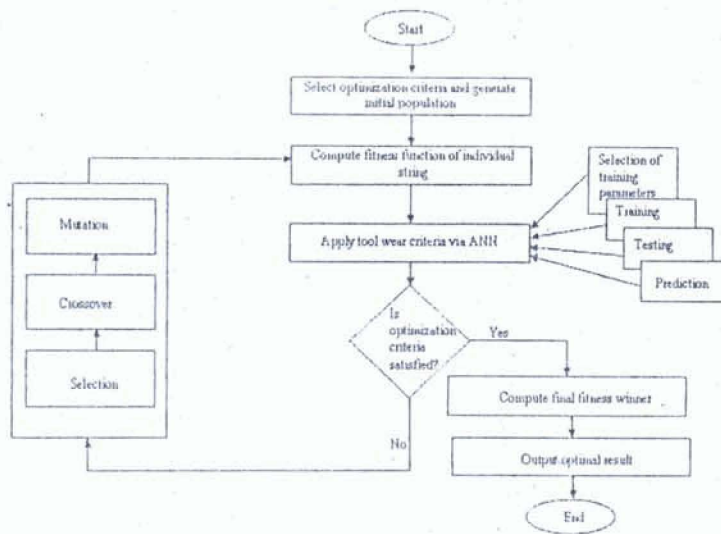 Start
Select optimization criteria and generate
initial population
Compute fitness function of individual
string
Selection of
training
parameters
Training
Testing
Prediction
Apply tool wear criteria via ANN
Mutation
Crossover
Selection
Is
optimization
criteria
satisfied?
Yes
No
Compute final fitness winner
Output optimal result
End